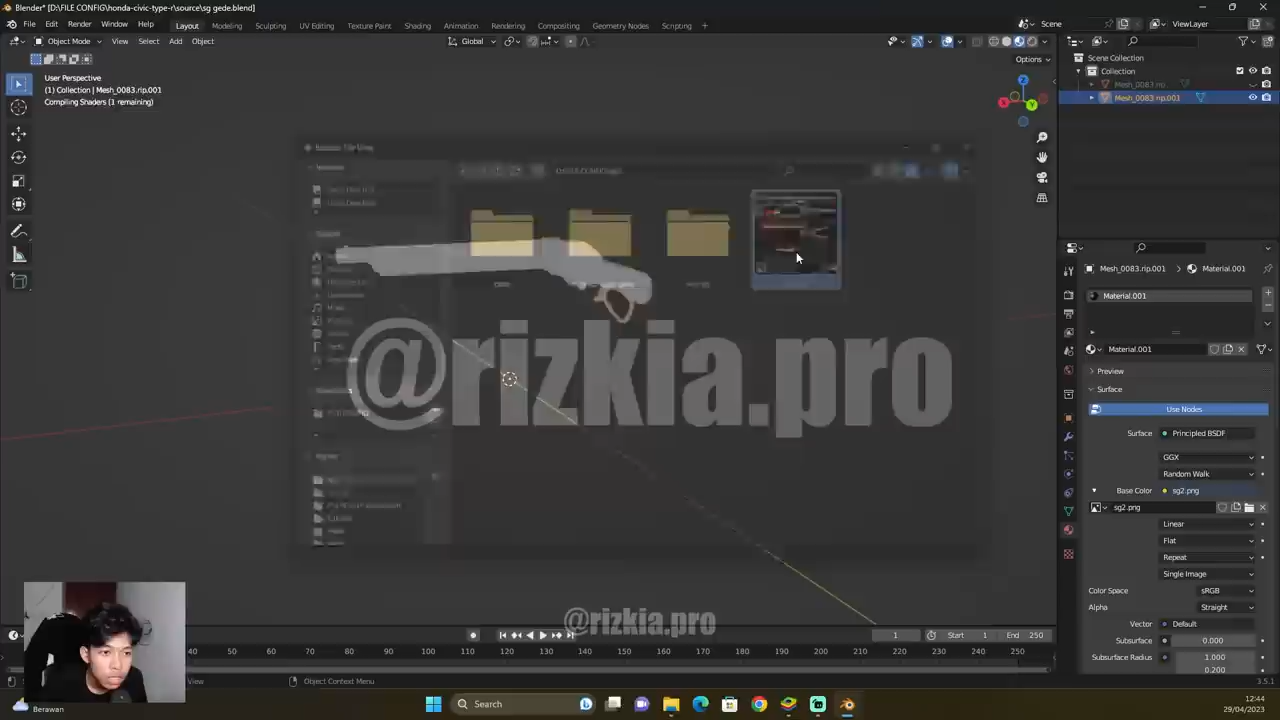 Blender* [D:\FILE CONFIG\honda-civic-type-r\source\sg gede.blend]
File Edit Render Window Help Layout Modeling Sculpting UV Editing Texture Paint Shading Animation Rendering Compositing Geometry Nodes Scripting + Scene ViewLayer
Object Mode View Select Add Object Global
Options
User Perspective
(1) Collection | Mesh_0083.rip.001
Compiling Shaders (1 remaining)
Scene Collection
Collection
Mesh_0083 rip.001
Z
X
Y
@rizkia.pro
Mesh_0083.rip.001 > Material.001
Material.001
Material.001
Preview
Surface
Use Nodes
Surface Principled BSDF
GGX
Random Walk
Base Color sg2.png
sg2.png
Linear
Flat
Repeat
Single Image
Color Space sRGB
Alpha Straight
Vector Default
Subsurface 0.000
Subsurface Radius 1.000
0.200
@rizkia.pro
1 Start 1 End 250
40 50 60 70 80 90 100 110 120 130 140 150 160 170 180 190 200 210 220 230 240 250
View Object Context Menu 3.5.1
Berawan
Search
12:44
29/04/2023